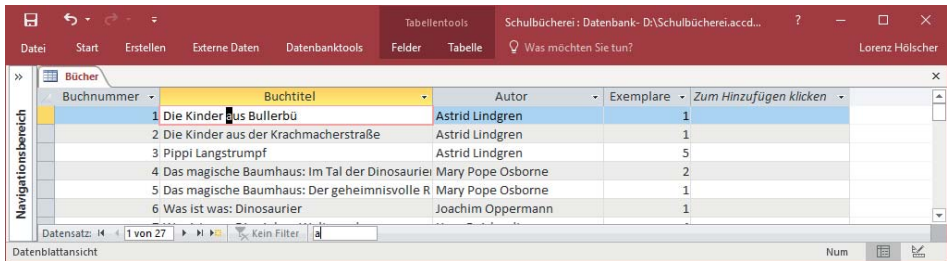 Tabellentools Schulbücherei : Datenbank- D:\Schulbücherei.accd... ?
Datei Start Erstellen Externe Daten Datenbanktools Felder Tabelle Was möchten Sie tun? Lorenz Hölscher
Bücher
Buchnummer Buchtitel Autor Exemplare Zum Hinzufügen klicken
1 Die Kinder aus Bullerbü Astrid Lindgren 1
2 Die Kinder aus der Krachmacherstraße Astrid Lindgren 1
3 Pippi Langstrumpf Astrid Lindgren 5
4 Das magische Baumhaus: Im Tal der Dinosaurier Mary Pope Osborne 2
5 Das magische Baumhaus: Der geheimnisvolle R Mary Pope Osborne 1
6 Was ist was: Dinosaurier Joachim Oppermann 1
Navigationsbereich
Datensatz: 1 von 27 Kein Filter a
Datenblattansicht Num